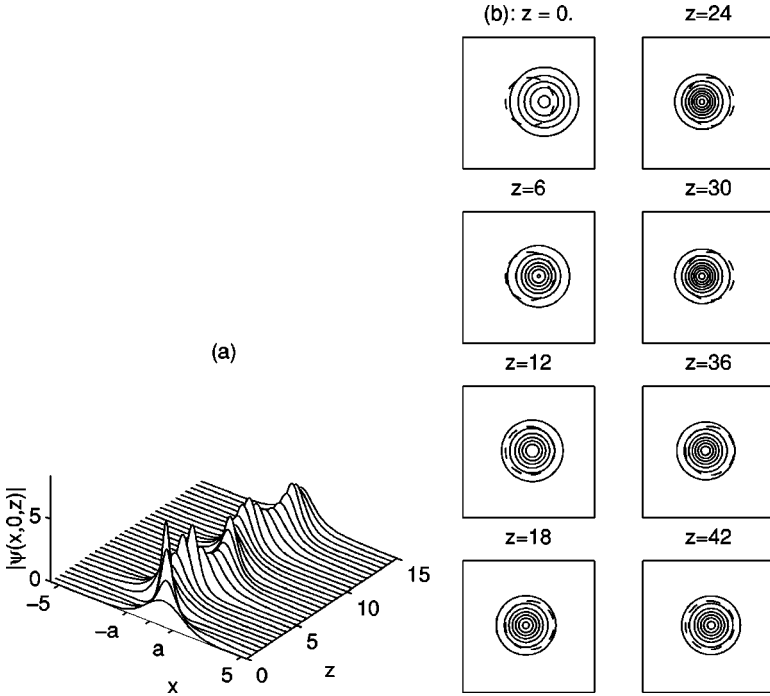 (b): z = 0.
z=24
z=6
z=30
(a)
z=12
z=36
|ψ(x,0,z)|
5
0
−5
−a
a
5
x
0
5
10
15
z
z=18
z=42